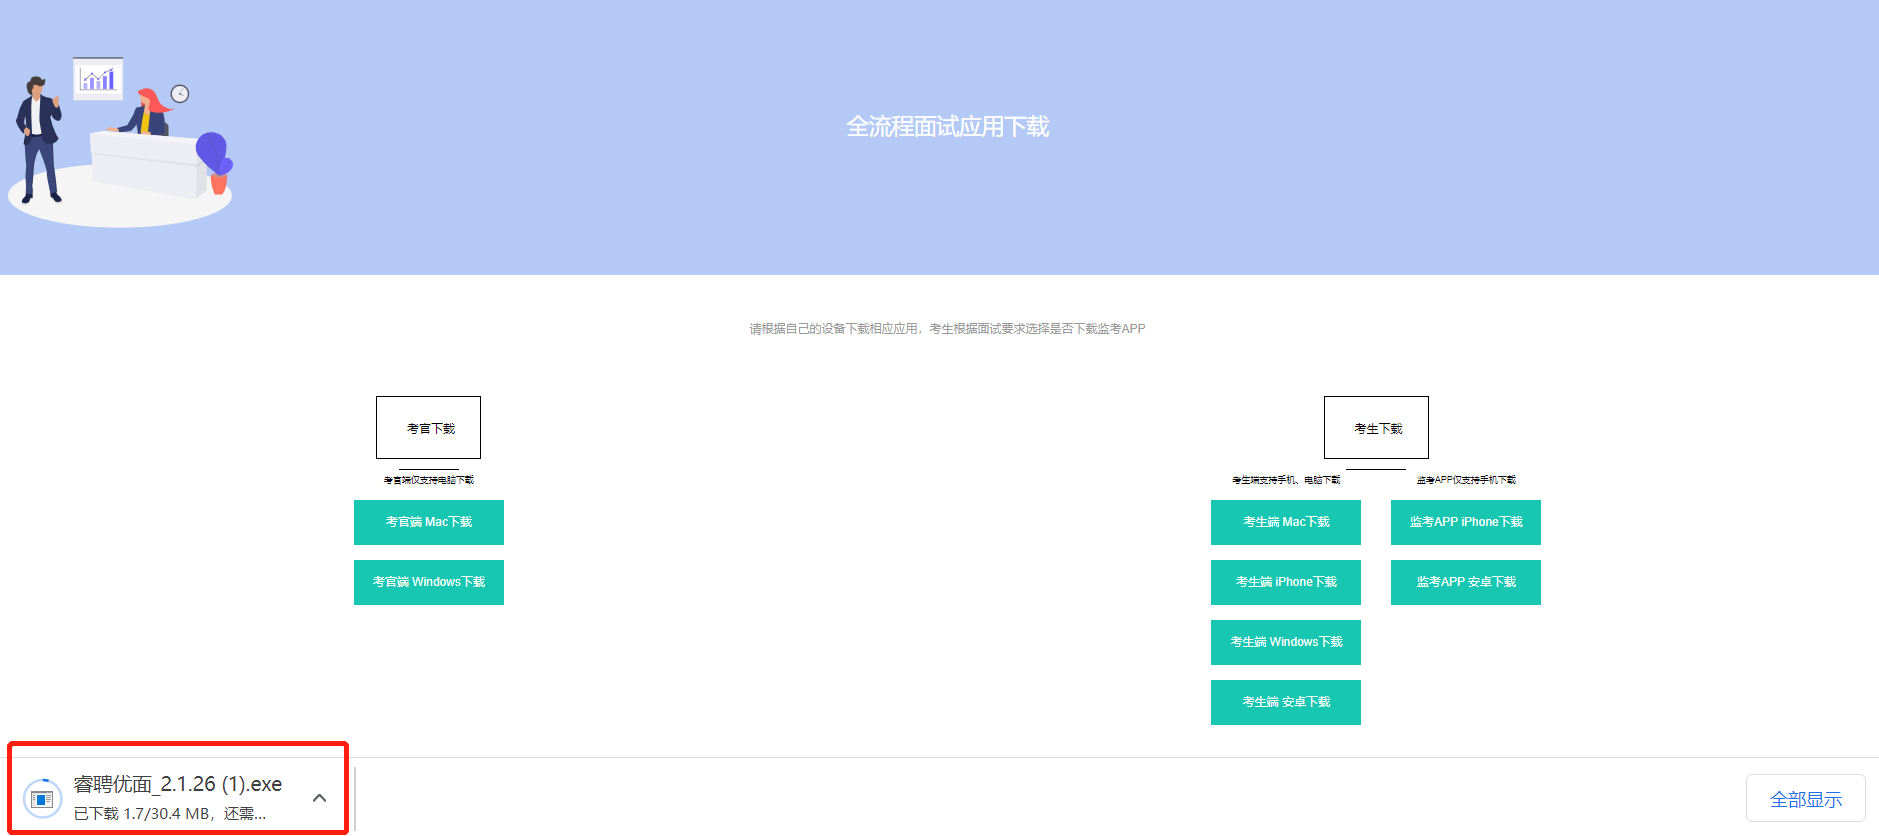 全流程面试应用下载
请根据自己的设备下载相应应用，考生根据面试要求选择是否下载监考APP
考官下载
考官端仅支持电脑下载
考官端 Mac下载
考官端 Windows下载
考生下载
考生端支持手机、电脑下载
考生端 Mac下载
考生端 iPhone下载
考生端 Windows下载
考生端 安卓下载
监考APP仅支持手机下载
监考APP iPhone下载
监考APP 安卓下载
睿聘优面_2.1.26 (1).exe
已下载 1.7/30.4 MB，还需...
全部显示